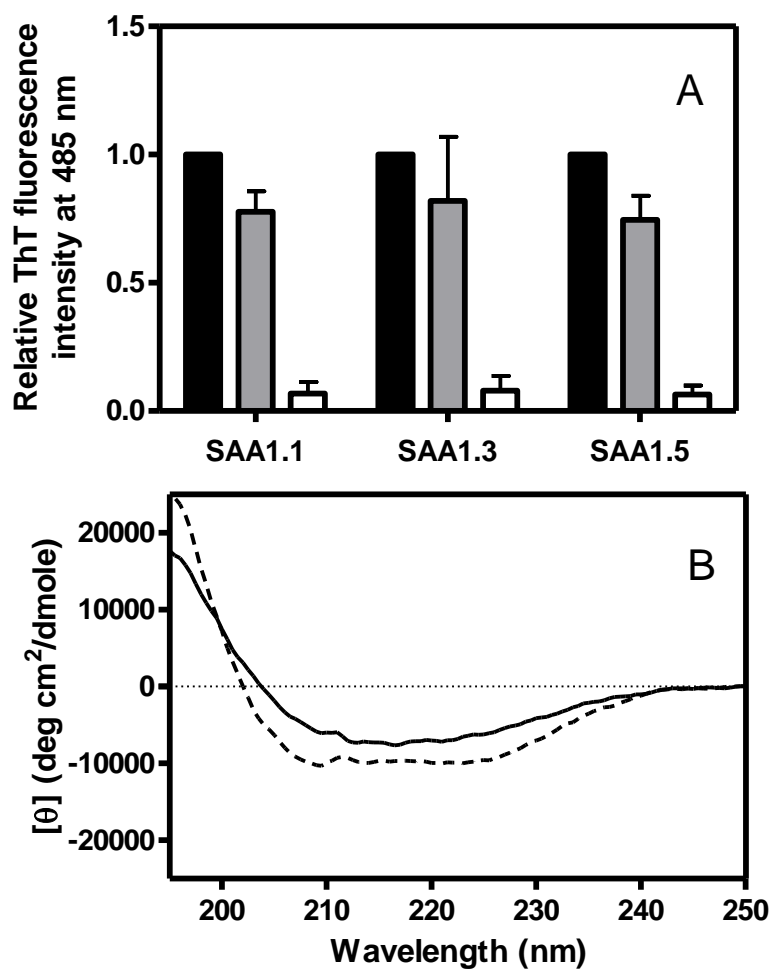 Relative ThT fluorescence
intensity at 485 nm
1.5
1.0
0.5
0.0
A
SAA1.1 SAA1.3 SAA1.5
[θ] (deg cm²/dmole)
20000
10000
0
-10000
-20000
B
200 210 220 230 240 250
Wavelength (nm)